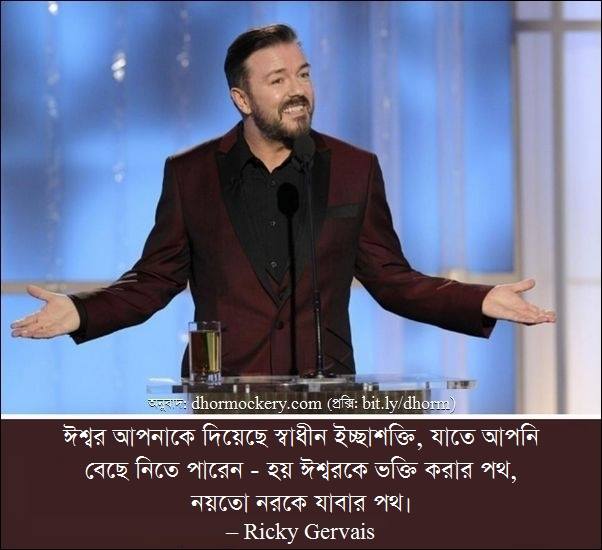 অনুবাদ: dhormockery.com (প্রক্সি: bit.ly/dhorm)
ঈশ্বর আপনাকে দিয়েছে স্বাধীন ইচ্ছাশক্তি, যাতে আপনি
বেছে নিতে পারেন - হয় ঈশ্বরকে ভক্তি করার পথ,
নয়তো নরকে যাবার পথ।
– Ricky Gervais